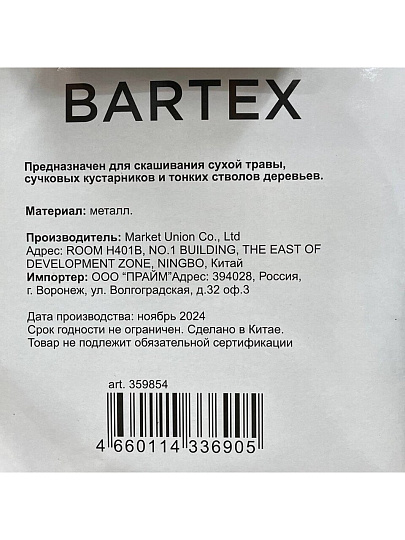 BARTEX
Предназначен для скашивания сухой травы,
сучковых кустарников и тонких стволов деревьев.
Материал: металл.
Производитель: Market Union Co., Ltd
Адрес: ROOM H401B, NO.1 BUILDING, THE EAST OF
DEVELOPMENT ZONE, NINGBO, Китай
Импортер: ООО “ПРАЙМ”Адрес: 394028, Россия,
г. Воронеж, ул. Волгоградская, д.32 оф.3
Дата производства: ноябрь 2024
Срок годности не ограничен. Сделано в Китае.
Товар не подлежит обязательной сертификации
art. 359854
4 660114 336905